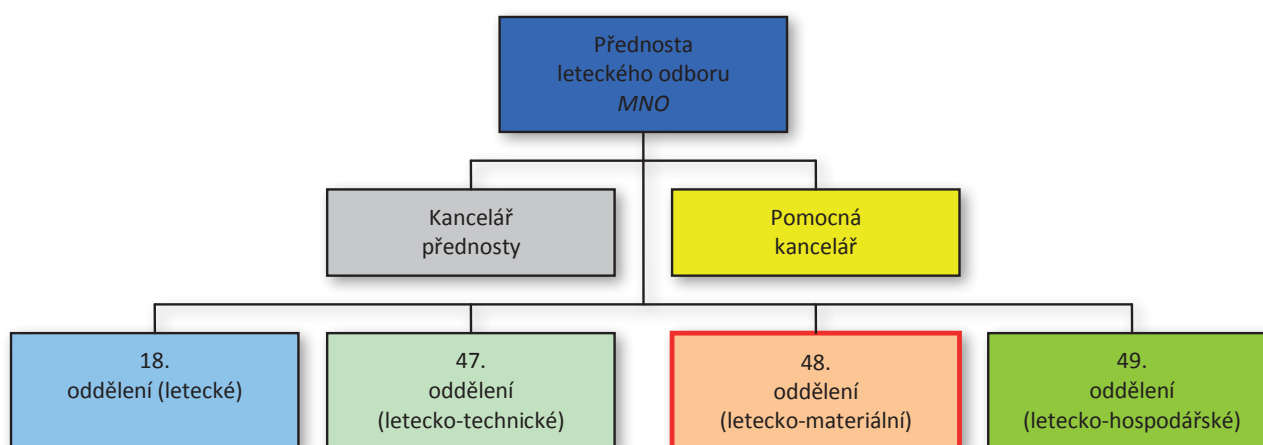 Přednosta
leteckého odboru
MNO
Kancelář
přednosty
Pomocná
kancelář
18.
oddělení (letecké)
47.
oddělení
(letecko-technické)
48.
oddělení
(letecko-materiální)
49.
oddělení
(letecko-hospodářské)